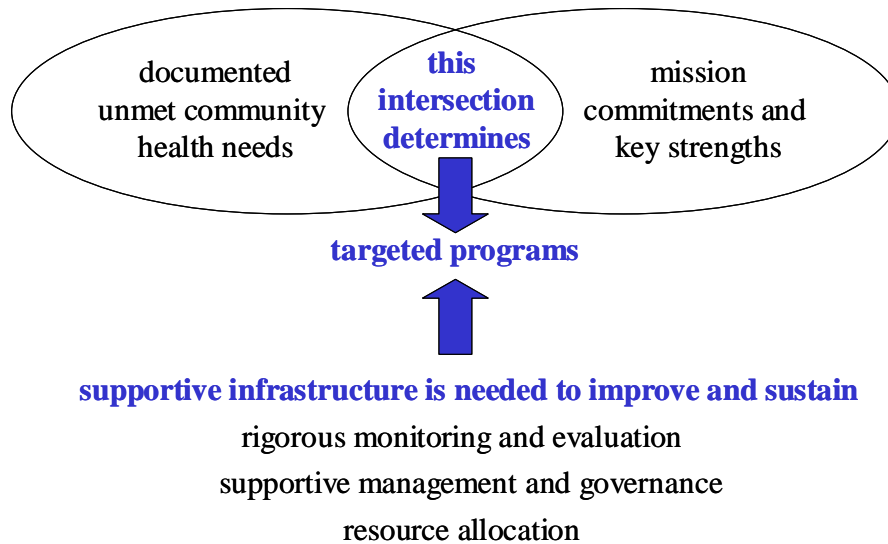 documented
unmet community
health needs
this
intersection
determines
mission
commitments and
key strengths
targeted programs
supportive infrastructure is needed to improve and sustain
rigorous monitoring and evaluation
supportive management and governance
resource allocation